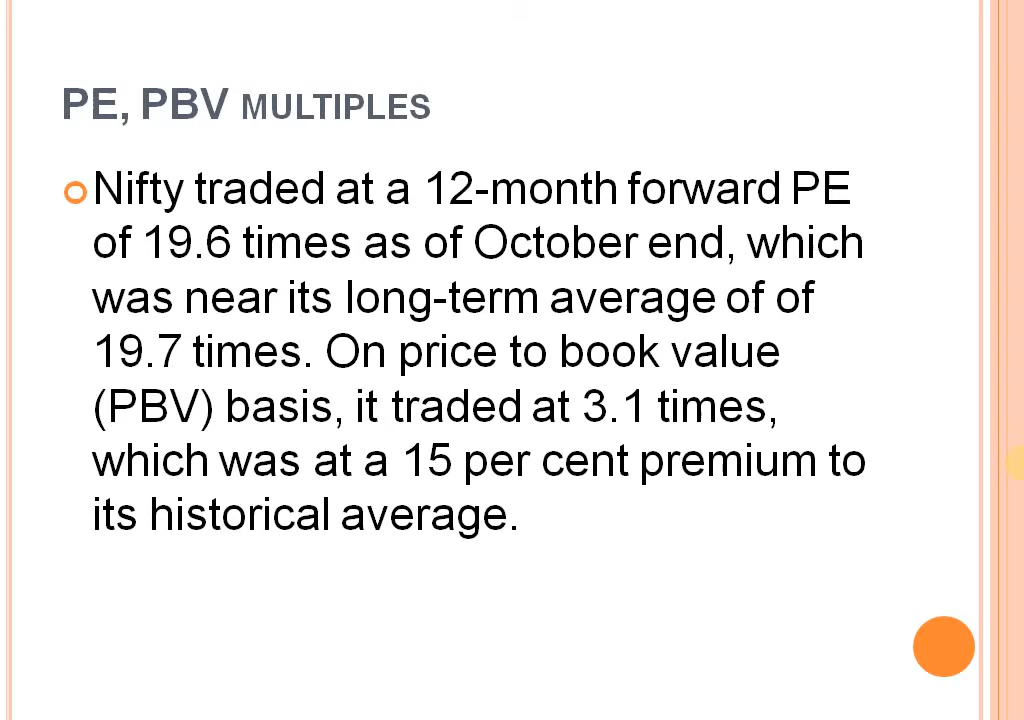 PE, PBV MULTIPLES
Nifty traded at a 12-month forward PE
of 19.6 times as of October end, which
was near its long-term average of of
19.7 times. On price to book value
(PBV) basis, it traded at 3.1 times,
which was at a 15 per cent premium to
its historical average.